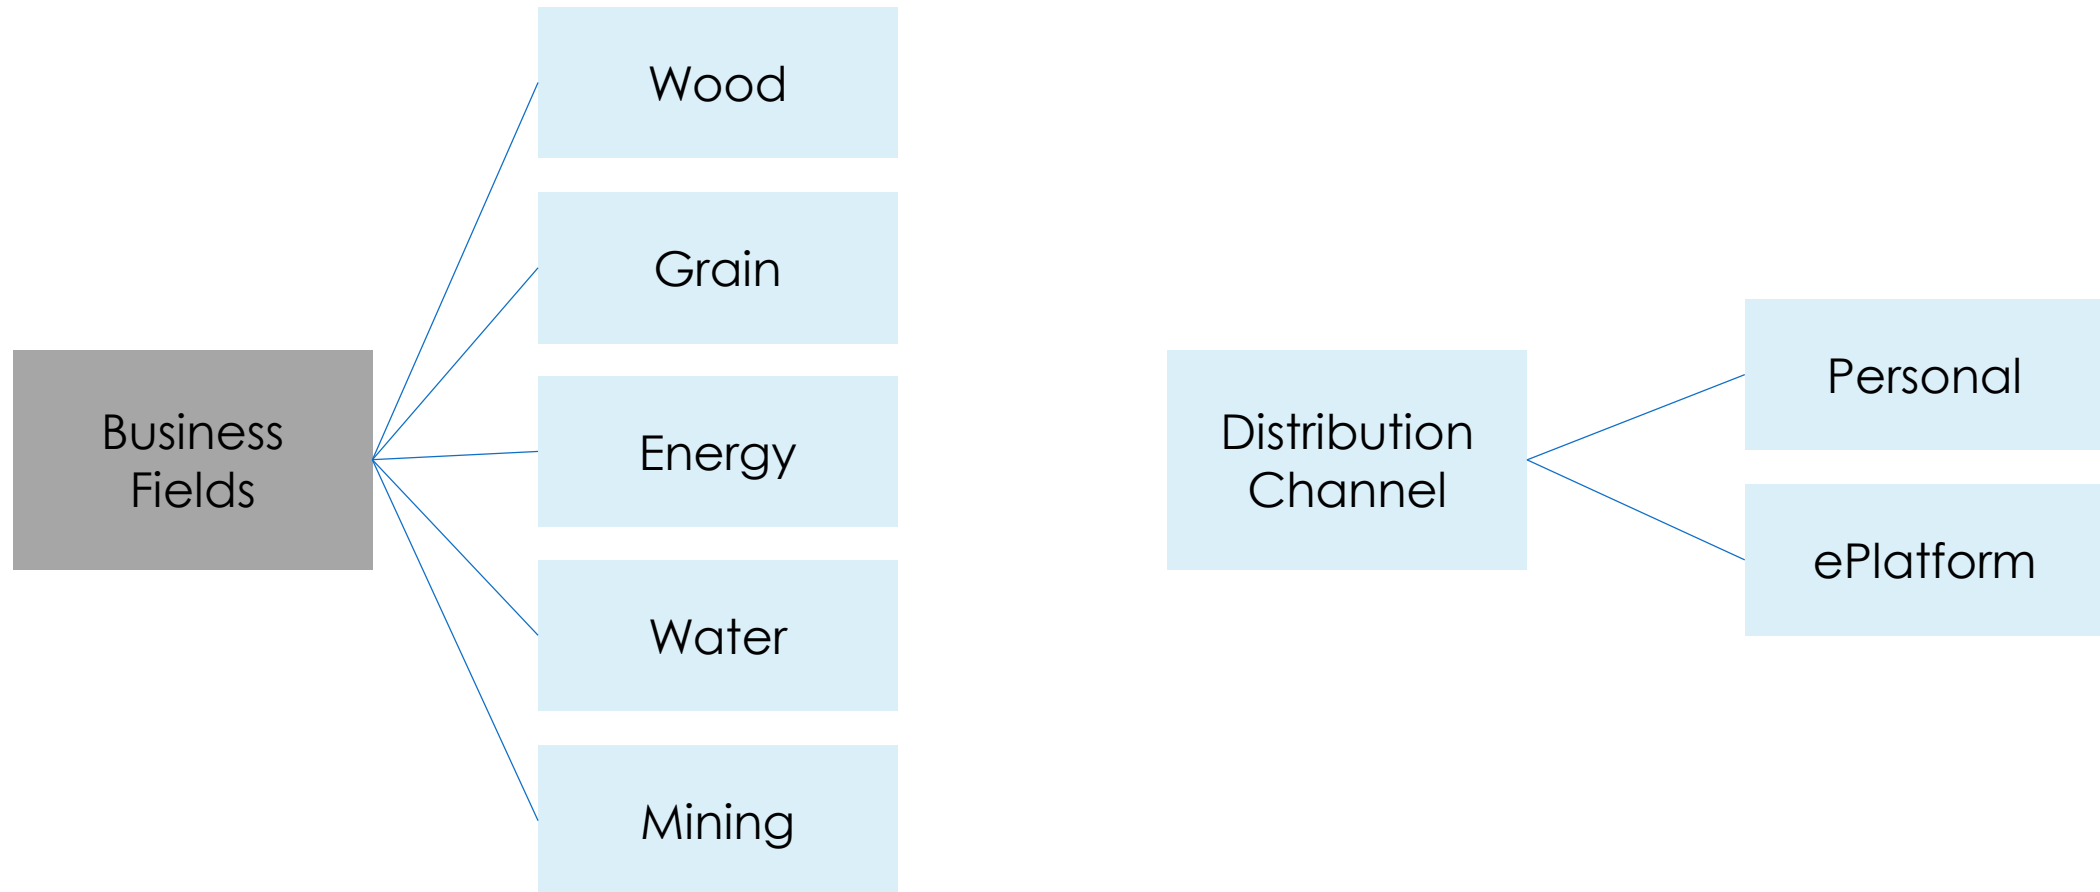 Business
Fields
Wood
Grain
Energy
Water
Mining
Distribution
Channel
Personal
ePlatform